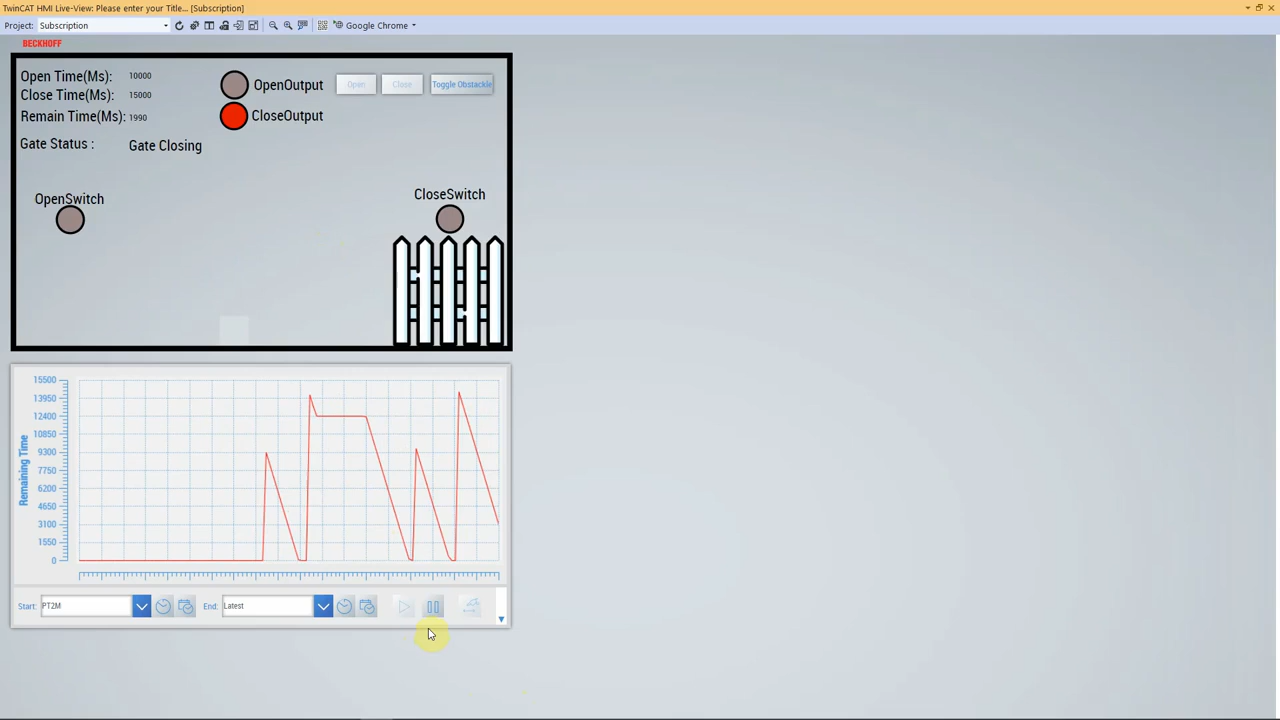 TwinCAT HMI Live-View: Please enter your Title... [Subscription]
Project: Subscription Google Chrome
BECKHOFF
Open Time(Ms): 10000
Close Time(Ms): 15000
Remain Time(Ms): 1990
OpenOutput
CloseOutput
Open Close Toggle Obstackle
Gate Status : Gate Closing
OpenSwitch
CloseSwitch
Remaining Time
15500
13950
12400
10850
9300
7750
6200
4650
3100
1550
0
Start: PT2M End: Latest